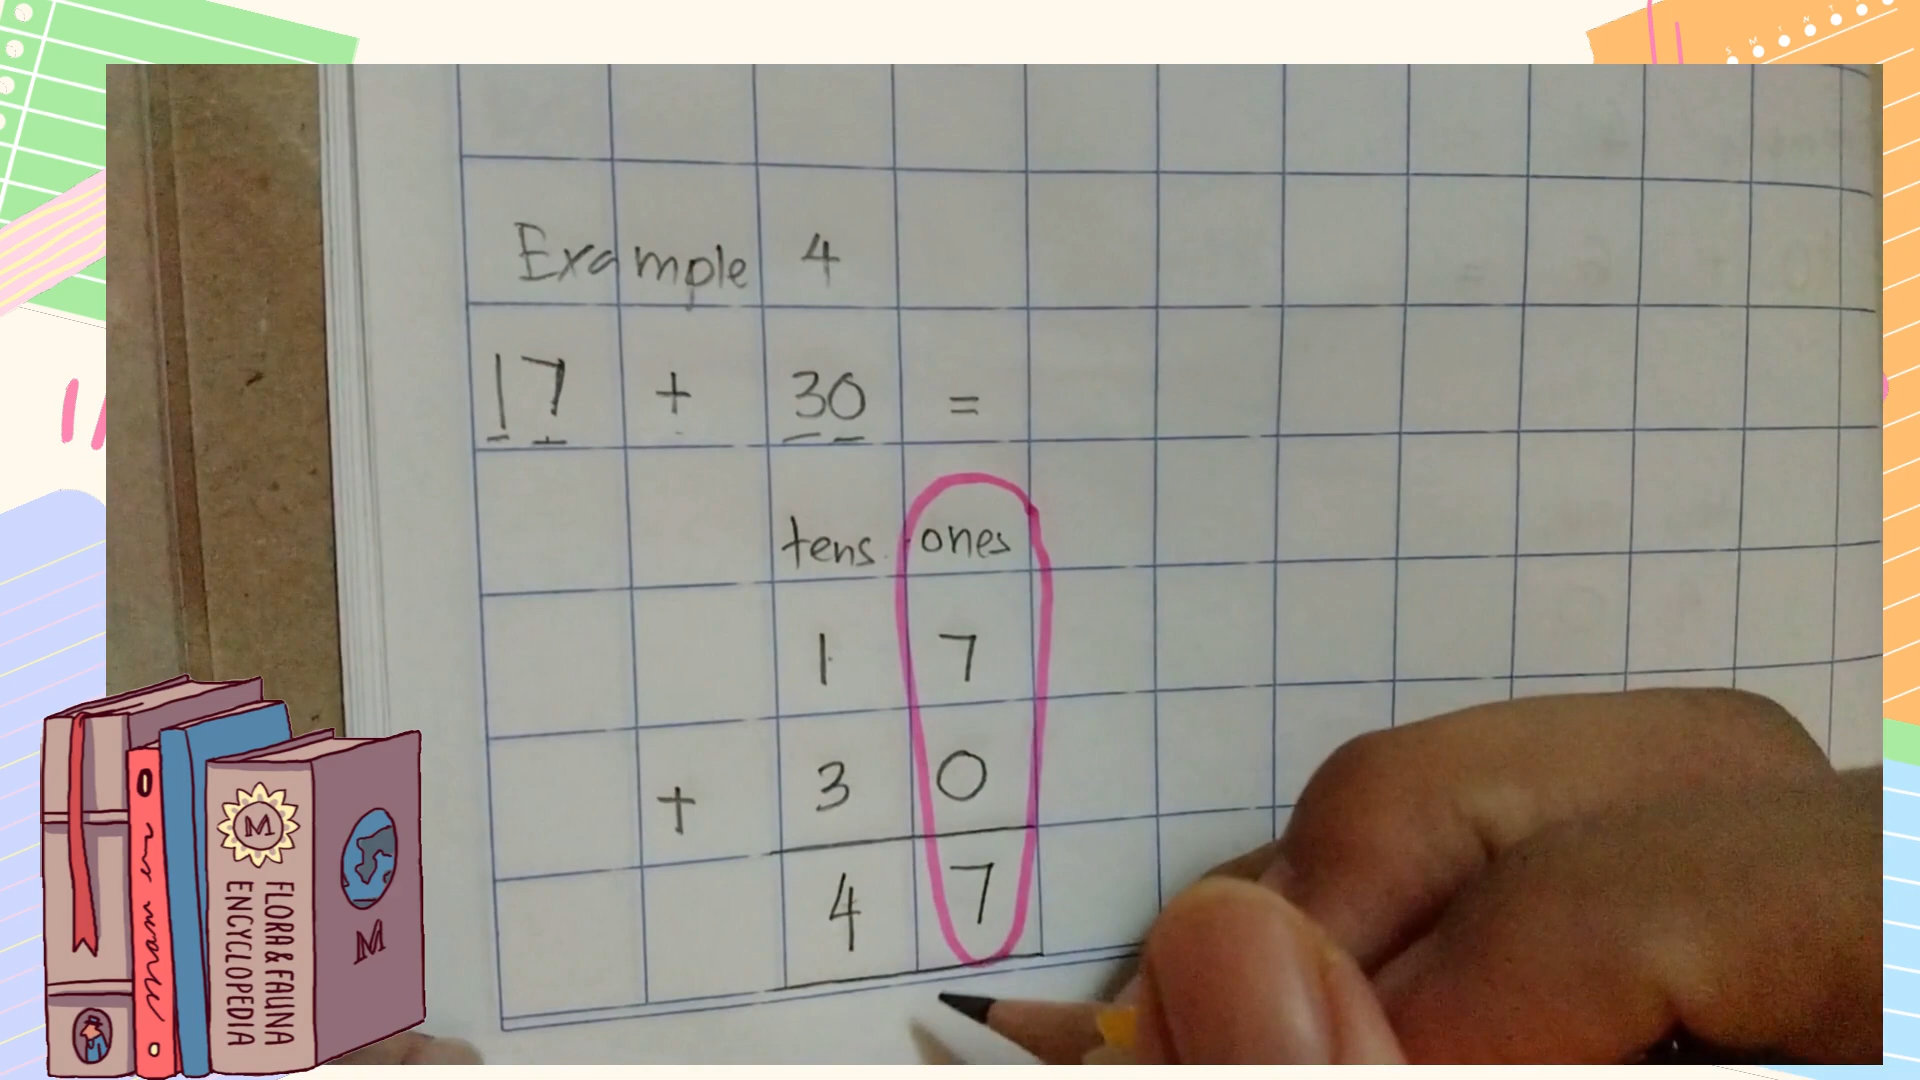 Example 4
17 + 30 =
tens ones
1 7
+ 3 0
4 7
M
FLORA & FAUNA
ENCYCLOPEDIA
M